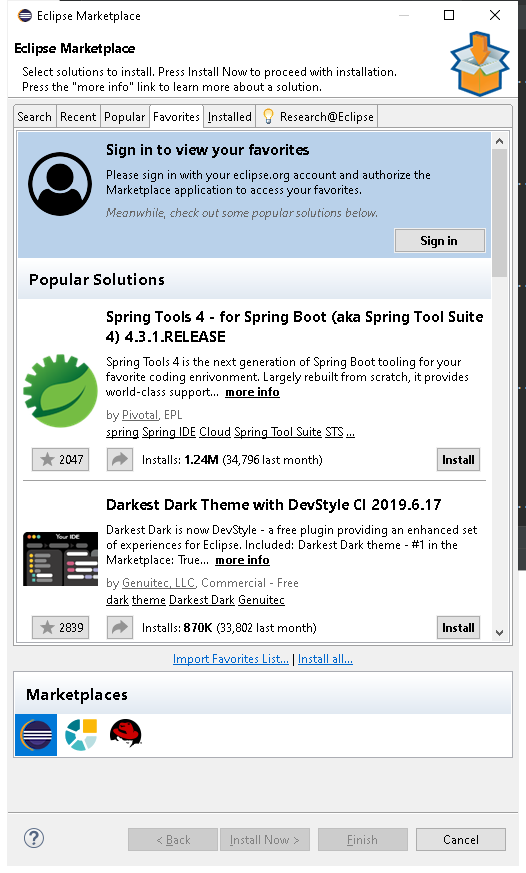 Eclipse Marketplace
Eclipse Marketplace
Select solutions to install. Press Install Now to proceed with installation.
Press the "more info" link to learn more about a solution.
Search Recent Popular Favorites Installed Research@Eclipse
Sign in to view your favorites
Please sign in with your eclipse.org account and authorize the
Marketplace application to access your favorites.
Meanwhile, check out some popular solutions below.
Sign in
Popular Solutions
Spring Tools 4 - for Spring Boot (aka Spring Tool Suite
4) 4.3.1.RELEASE
Spring Tools 4 is the next generation of Spring Boot tooling for your
favorite coding enrivonment. Largely rebuilt from scratch, it provides
world-class support... more info
by Pivotal, EPL
spring Spring IDE Cloud Spring Tool Suite STS ...
2047 Installs: 1.24M (34,796 last month) Install
Darkest Dark Theme with DevStyle CI 2019.6.17
Your IDE
Darkest Dark is now DevStyle - a free plugin providing an enhanced set
of experiences for Eclipse. Included: Darkest Dark theme - #1 in the
Marketplace: True... more info
by Genuitec, LLC, Commercial - Free
dark theme Darkest Dark Genuitec
2839 Installs: 870K (33,802 last month) Install
Import Favorites List... | Install all...
Marketplaces
? < Back Install Now > Finish Cancel